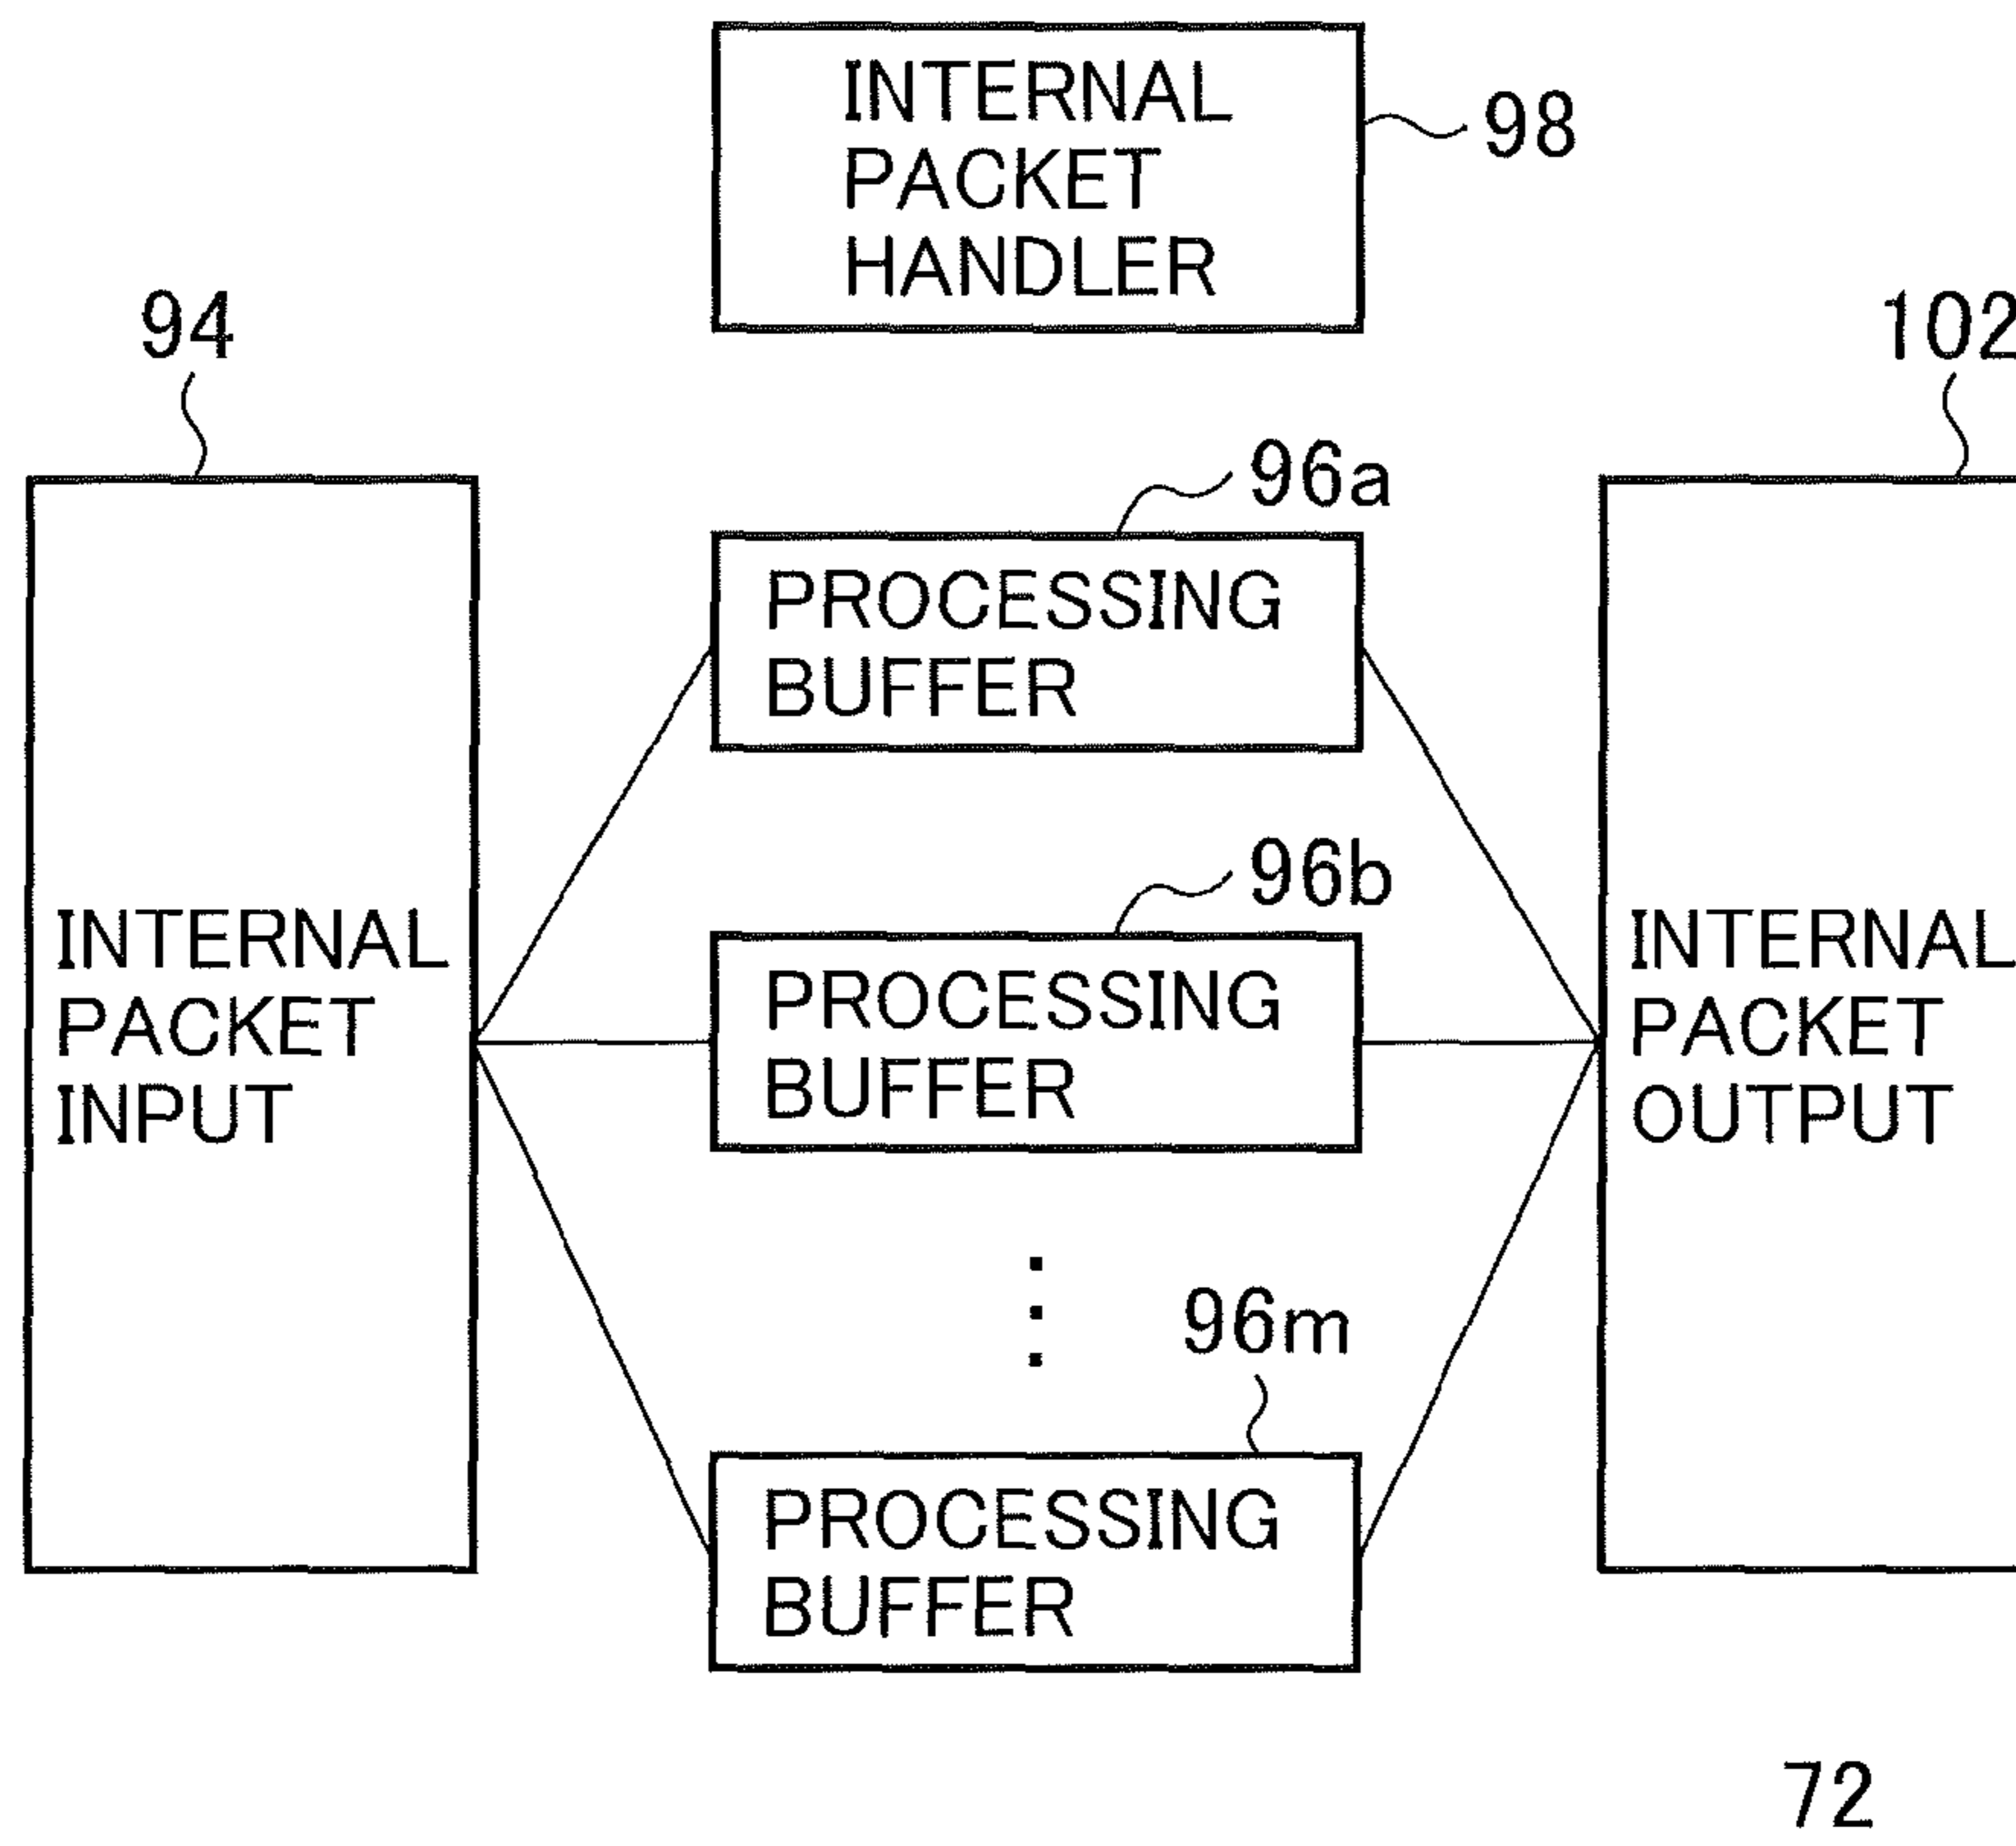 INTERNAL
PACKET
HANDLER
98
94
102
96a
PROCESSING
BUFFER
96b
INTERNAL
PACKET
INPUT
PROCESSING
BUFFER
INTERNAL
PACKET
OUTPUT
96m
PROCESSING
BUFFER
72